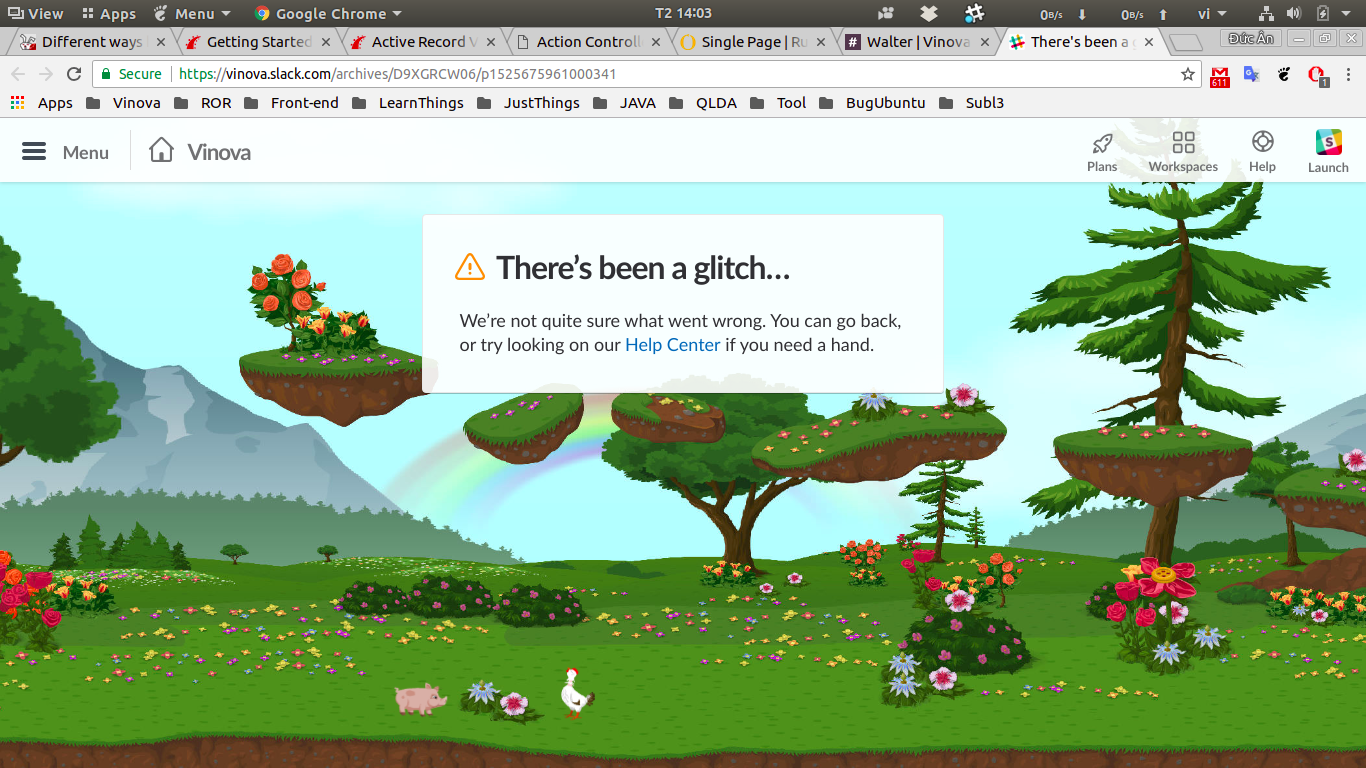 View Apps Menu Google Chrome T2 14:03 0B/s 0B/s vi
Different ways Getting Started Active Record V Action Controll Single Page | Ru Walter | Vinova There's been a g Đức Ân
Secure https://vinova.slack.com/archives/D9XGRCW06/p1525675961000341 611 1
Apps Vinova ROR Front-end LearnThings JustThings JAVA QLDA Tool BugUbuntu Subl3
Menu Vinova Plans Workspaces Help Launch
There’s been a glitch…
We’re not quite sure what went wrong. You can go back,
or try looking on our Help Center if you need a hand.